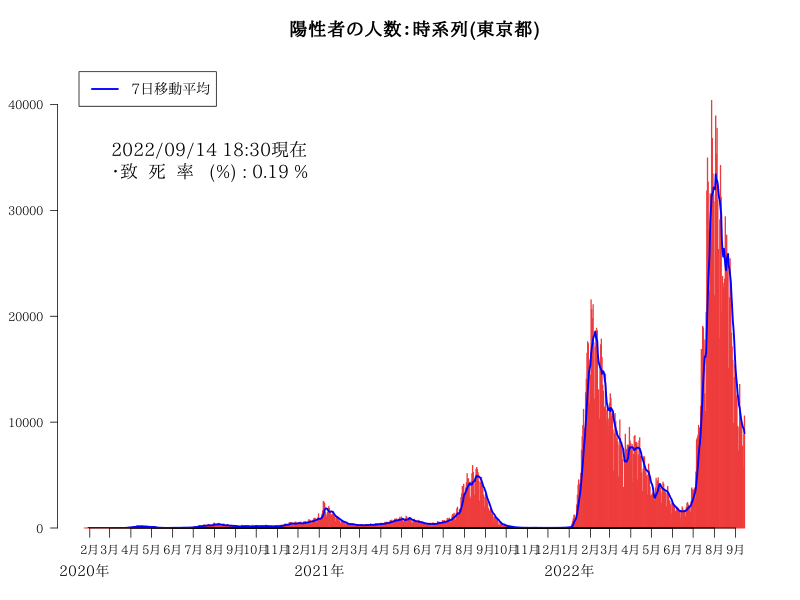 陽性者の人数:時系列(東京都)
7日移動平均
2022/09/14 18:30現在
・致 死 率 (%) : 0.19 %
40000
30000
20000
10000
0
2月 3月 4月 5月 6月 7月 8月 9月 10月 11月 12月 1月 2月 3月 4月 5月 6月 7月 8月 9月 10月 11月 12月 1月 2月 3月 4月 5月 6月 7月 8月 9月
2020年 2021年 2022年